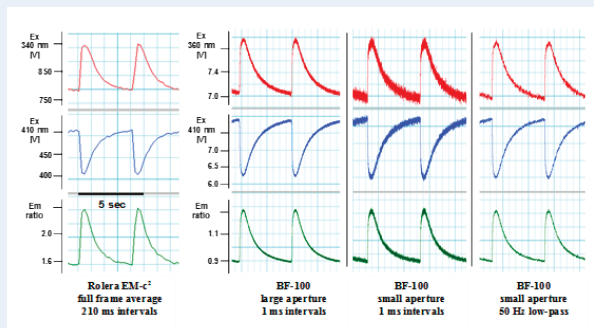 Ex
340 nm
[V]
850
750
Ex
410 nm
[V]
450
400
5 sec
Em
ratio
2.0
1.6
Rolera EM-c²
full frame average
210 ms intervals
Ex
360 nm
[V]
7.4
7.0
Ex
410 nm
[V]
7.0
6.5
6.0
Em
ratio
1.1
0.3
BF-100
large aperture
1 ms intervals
BF-100
small aperture
1 ms intervals
BF-100
small aperture
50 Hz low-pass